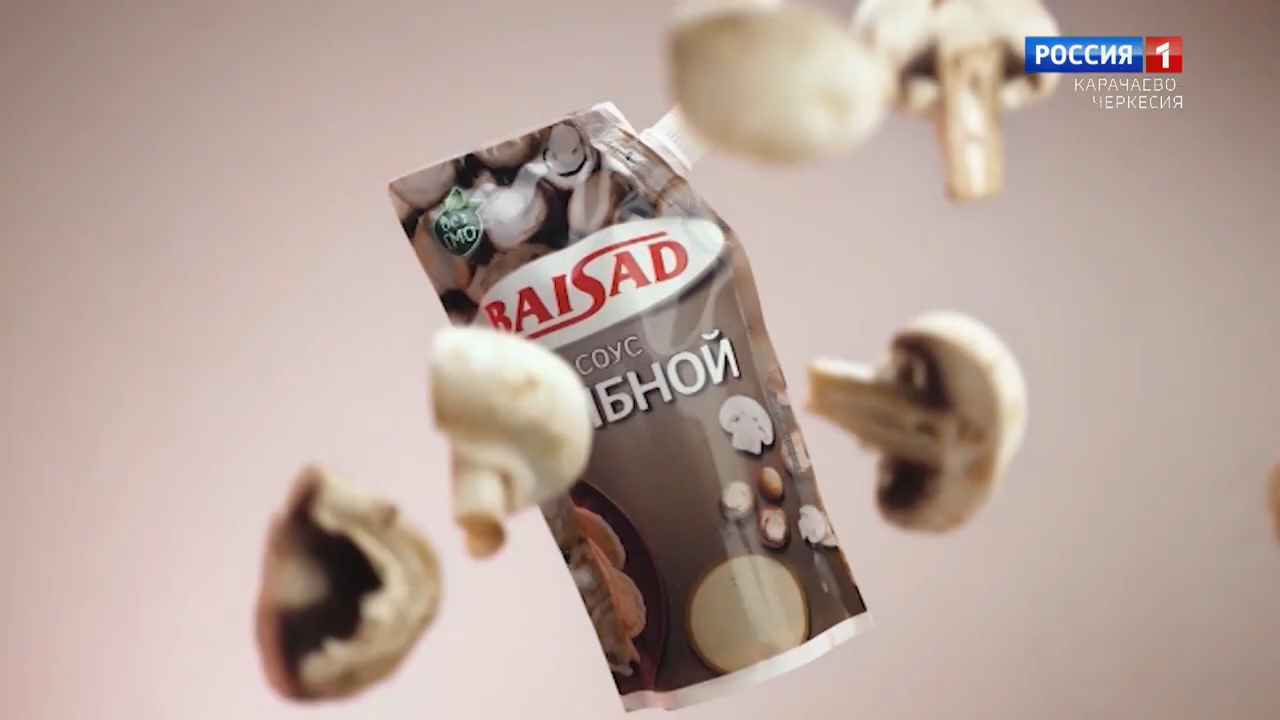 РОССИЯ 1
КАРАЧАЕВО-
ЧЕРКЕСИЯ
без
ГМО
BAISAD
СОУС
ИБНОЙ